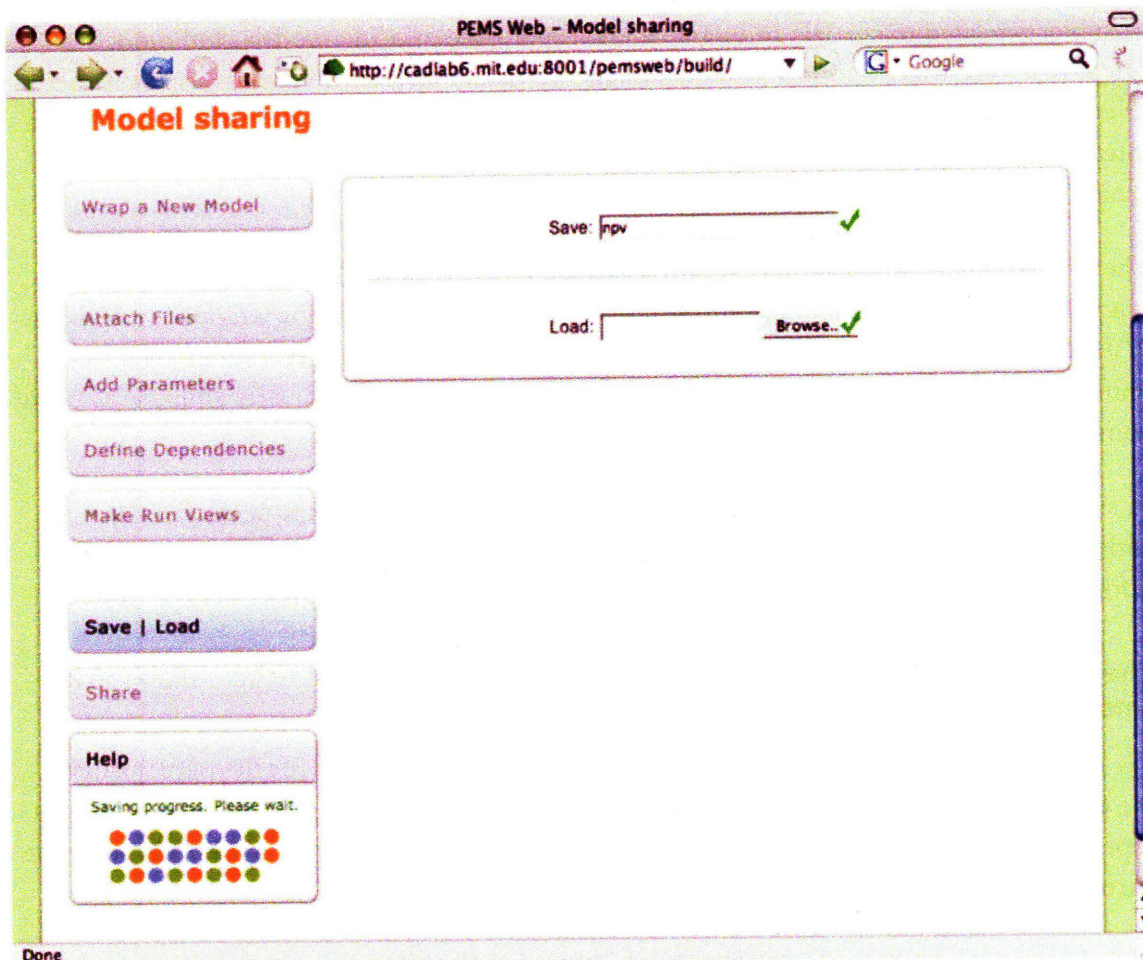 PEMS Web – Model sharing
http://cadlab6.mit.edu:8001/pemsweb/build/
G Google
Model sharing
Wrap a New Model
Save: npv
Attach Files
Load: Browse..
Add Parameters
Define Dependencies
Make Run Views
Save | Load
Share
Help
Saving progress. Please wait.
Done